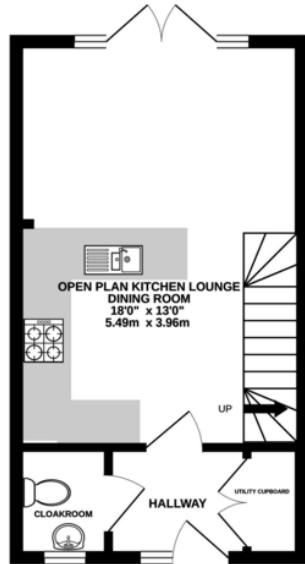 OPEN PLAN KITCHEN LOUNGE
DINING ROOM
18'0" x 13'0"
5.49m x 3.96m
UP
HALLWAY
UTILITY CUPBOARD
CLOAKROOM